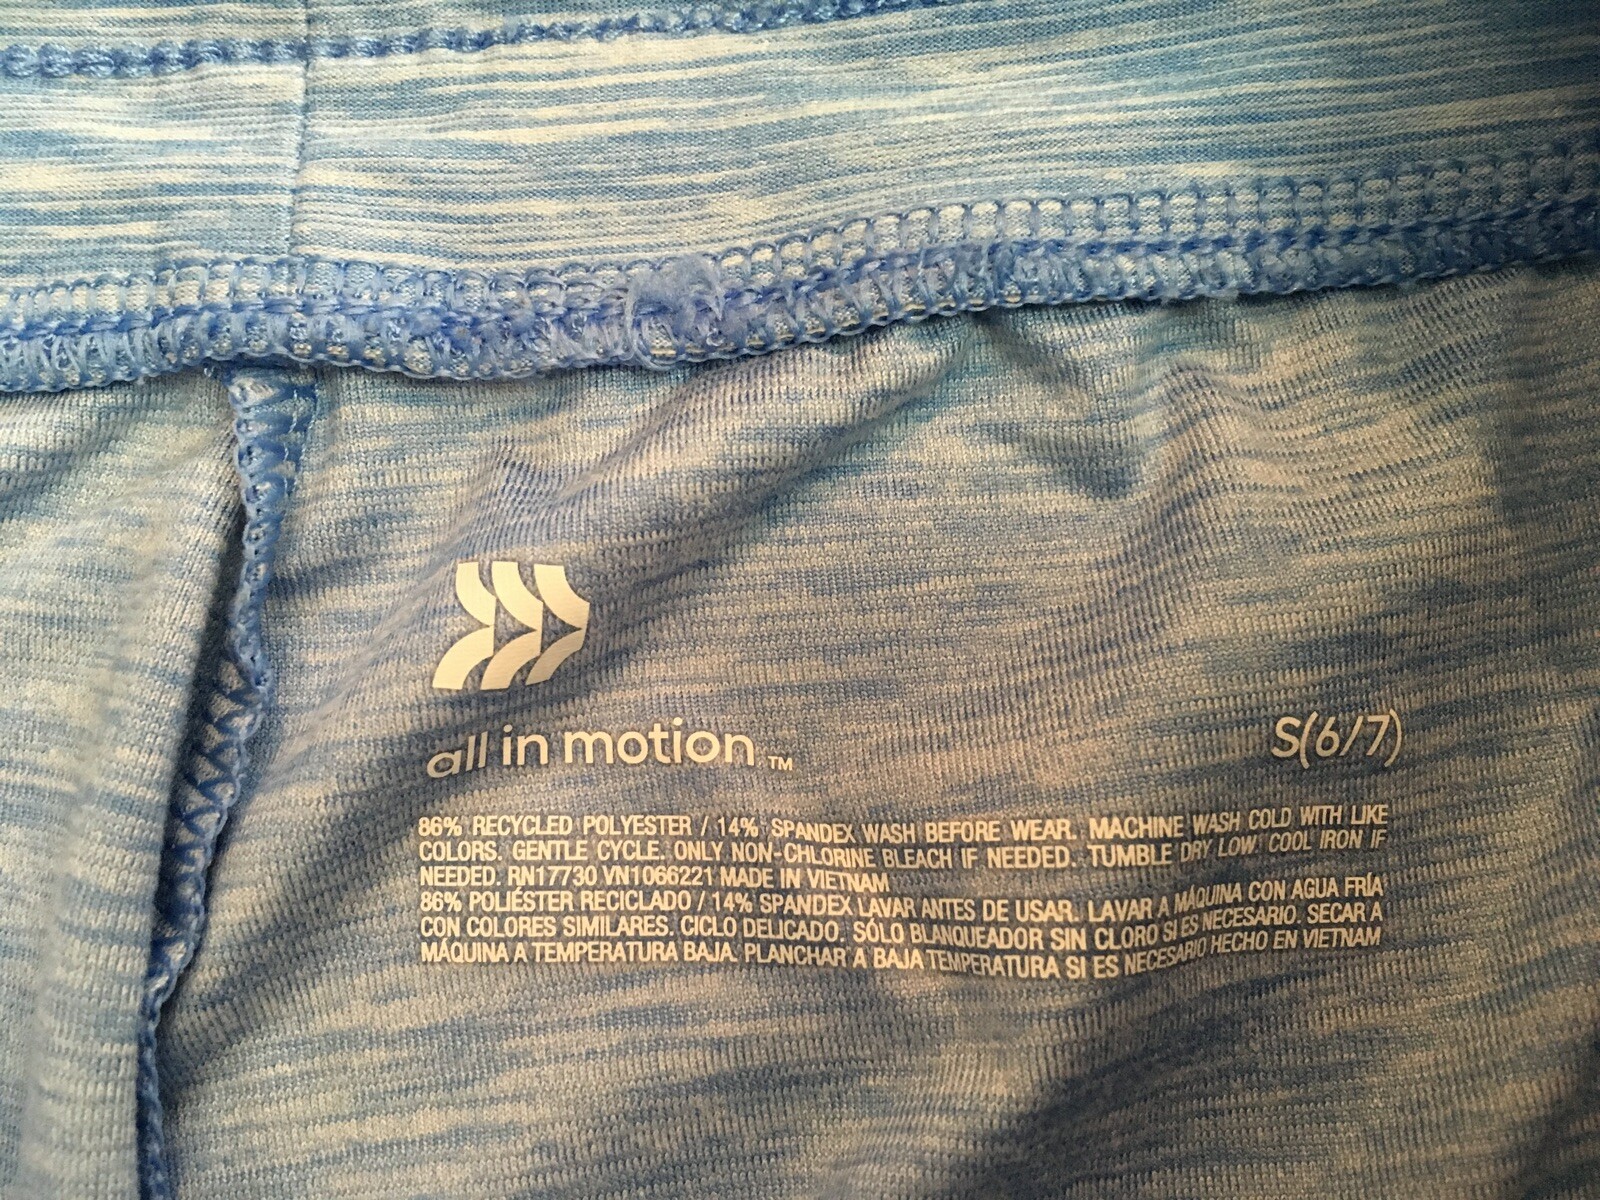 all in motion™
S(6/7)
86% RECYCLED POLYESTER / 14% SPANDEX WASH BEFORE WEAR. MACHINE WASH COLD WITH LIKE
COLORS. GENTLE CYCLE. ONLY NON-CHLORINE BLEACH IF NEEDED. TUMBLE DRY LOW. COOL IRON IF
NEEDED. RN17730 VN1066221 MADE IN VIETNAM
86% POLIÉSTER RECICLADO / 14% SPANDEX LAVAR ANTES DE USAR. LAVAR A MÁQUINA CON AGUA FRÍA
CON COLORES SIMILARES. CICLO DELICADO. SÓLO BLANQUEADOR SIN CLORO SI ES NECESARIO. SECAR A
MÁQUINA A TEMPERATURA BAJA. PLANCHAR A BAJA TEMPERATURA SI ES NECESARIO HECHO EN VIETNAM